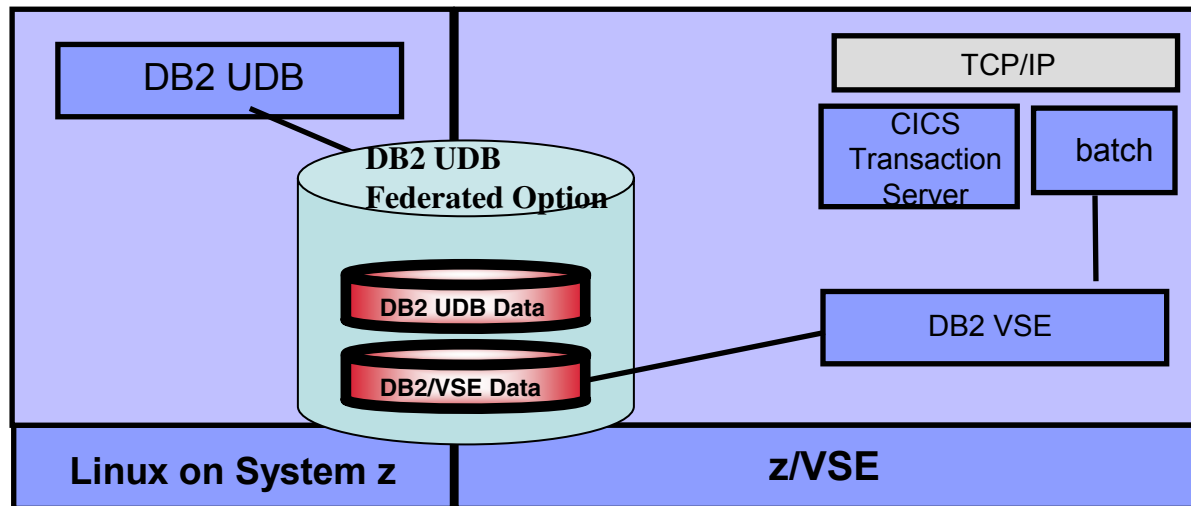 DB2 UDB
DB2 UDB
Federated Option
DB2 UDB Data
DB2/VSE Data
TCP/IP
CICS
Transaction
Server
batch
DB2 VSE
Linux on System z
z/VSE